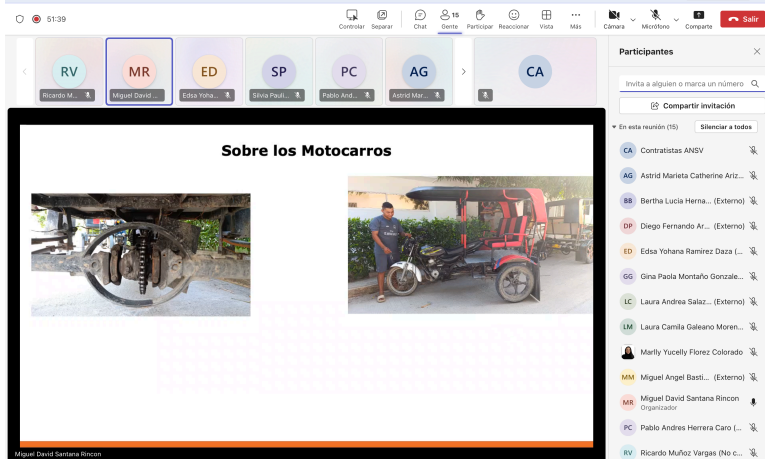 51:39
Controlar
Separar
Chat
15
Gente
Participar
Reaccionar
Vista
Más
Cámara
Micrófono
Compartir
Salir
RV
Ricardo M...
MR
Miguel David ...
ED
Edsa Yoha...
SP
Silvia Pauli...
PC
Pablo And...
AG
Astrid Mar...
CA
Sobre los Motocarros
Miguel David Santana Rincon
Participantes
Invita a alguien o marca un número
Compartir invitación
En esta reunión (15)
Silenciar a todos
CA Contratistas ANSV
AG Astrid Marieta Catherine Ariz...
BB Bertha Lucia Herna... (Externo)
DP Diego Fernando Ar... (Externo)
ED Edsa Yohana Ramirez Daza (...
GG Gina Paola Montaño Gonzale...
LC Laura Andrea Salaz... (Externo)
LM Laura Camila Galeano Moren...
Marlly Yucelly Florez Colorado
MM Miguel Angel Basti... (Externo)
MR Miguel David Santana Rincon
Organizador
PC Pablo Andres Herrera Caro (...
RV Ricardo Muñoz Vargas (No c...